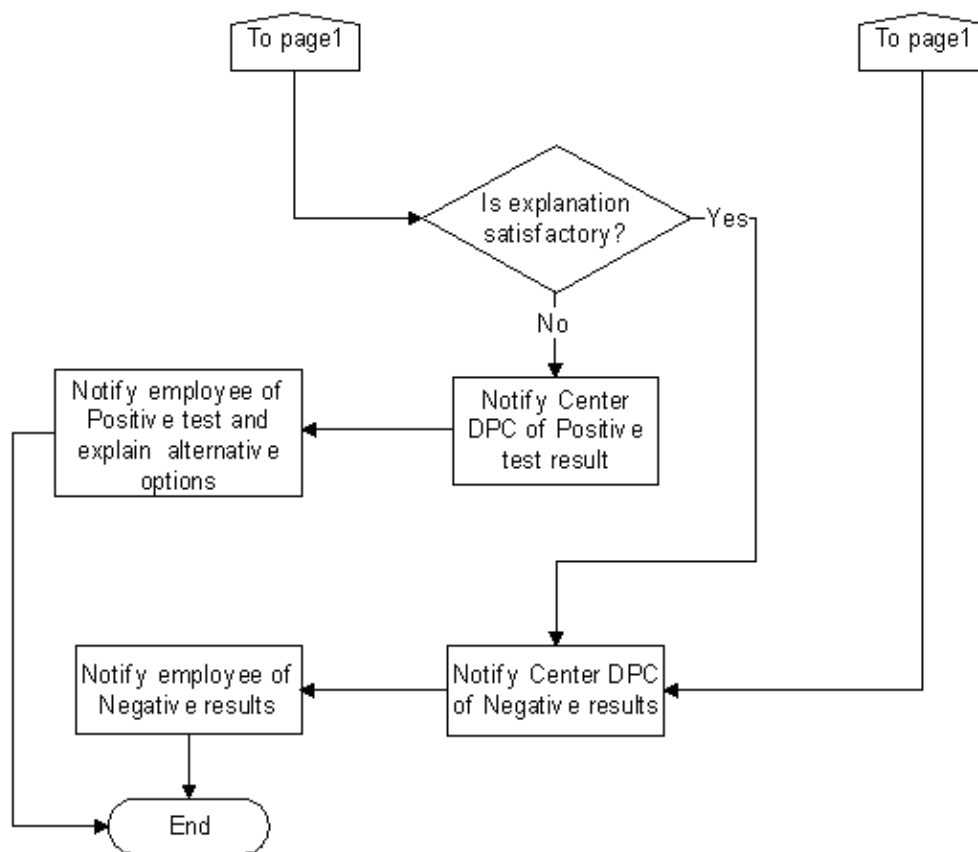 To page1
To page1
Is explanation
satisfactory?
Yes
No
Notify employee of
Positive test and
explain alternative
options
Notify Center
DPC of Positive
test result
Notify employee of
Negative results
Notify Center DPC
of Negative results
End